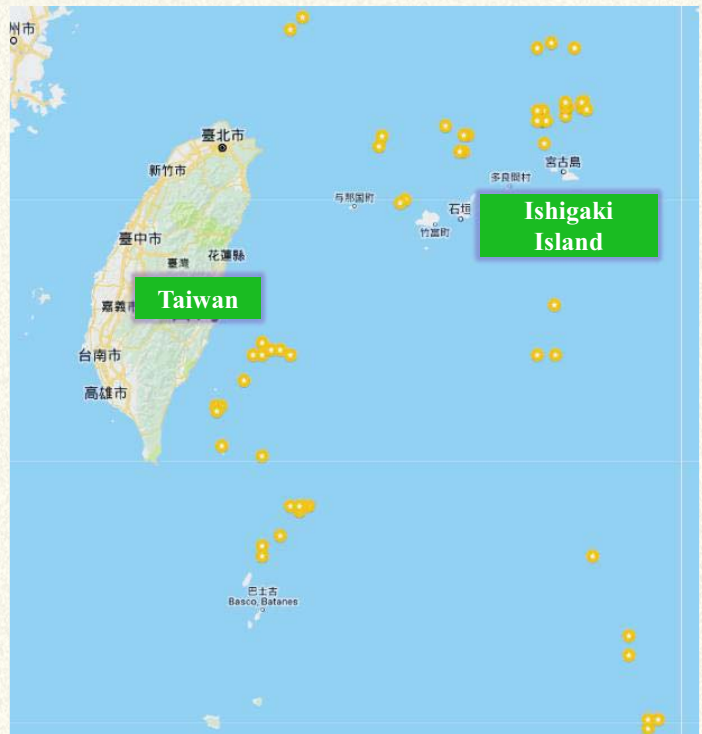 州市
臺北市
新竹市
宮古島
多良間村
与那国町
石垣
Ishigaki
Island
竹富町
臺中市
花蓮縣
臺灣
Taiwan
嘉義市
台南市
高雄市
巴士古
Basco, Batanes